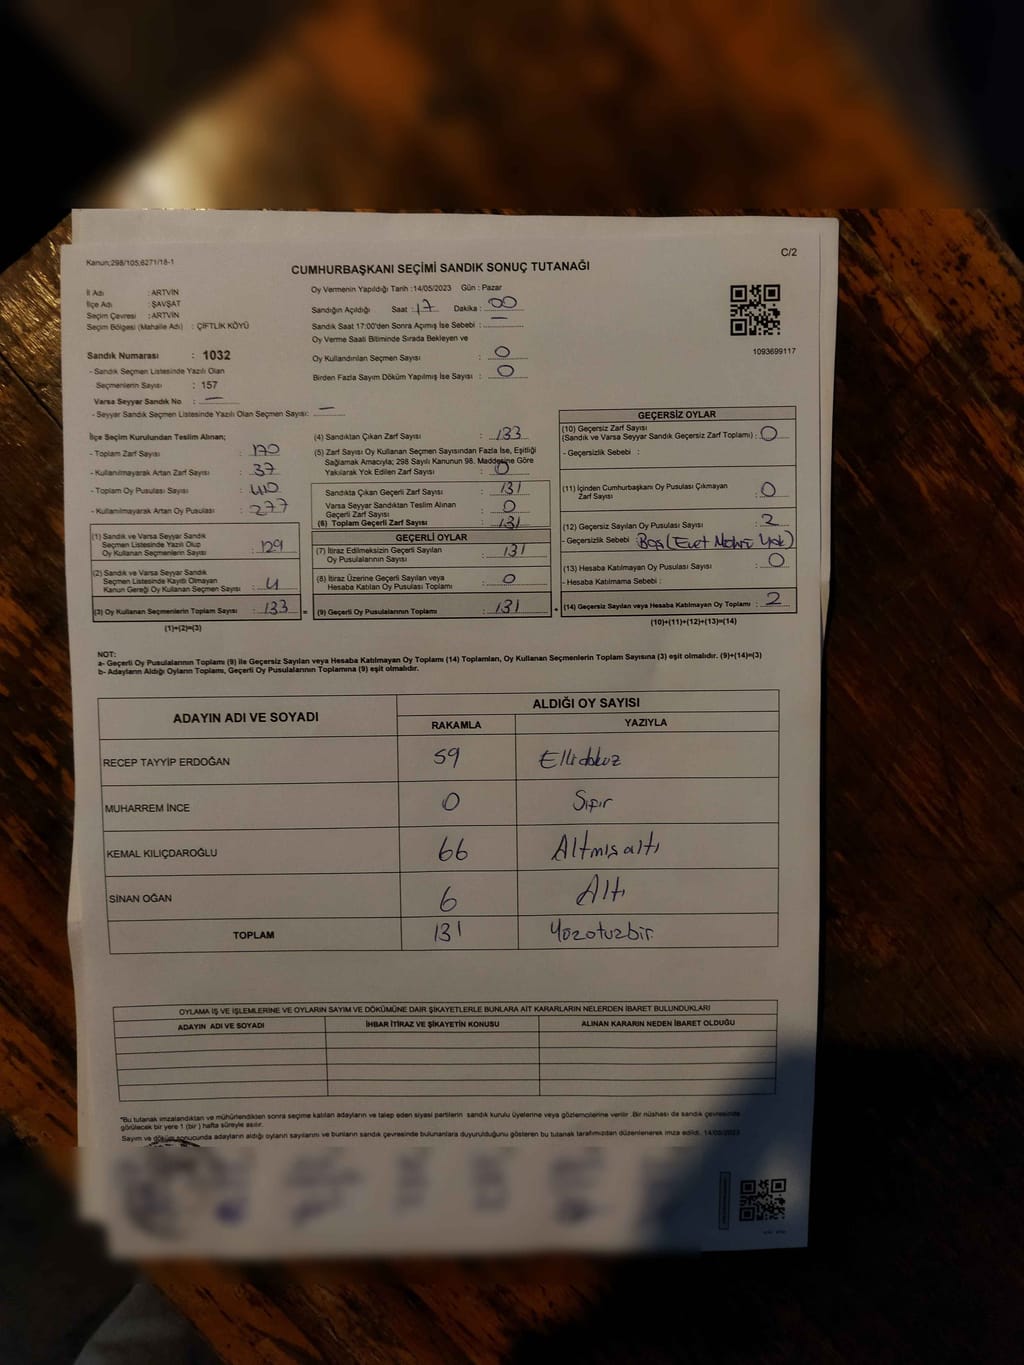 C/2
Kanun;298/105;6271/18-1
CUMHURBAŞKANI SEÇİMİ SANDIK SONUÇ TUTANAĞI
İl Adı : ARTVİN
İlçe Adı : ŞAVŞAT
Seçim Çevresi : ARTVİN
Seçim Bölgesi (Mahalle Adı) : ÇİFTLİK KÖYÜ
Sandık Numarası : 1032
- Sandık Seçmen Listesinde Yazılı Olan
Seçmenlerin Sayısı : 157
Varsa Seyyar Sandık No : —
- Seyyar Sandık Seçmen Listesinde Yazılı Olan Seçmen Sayısı: —
Oy Vermenin Yapıldığı Tarih :14/05/2023 Gün : Pazar
Sandığın Açıldığı Saat : 17 Dakika : 00
Sandık Saat 17:00'den Sonra Açımış İse Sebebi : —
Oy Verme Saati Bitiminde Sırada Bekleyen ve
Oy Kullandırılan Seçmen Sayısı : 0
Birden Fazla Sayım Döküm Yapılmış İse Sayısı : 0
1093699117
İlçe Seçim Kurulundan Teslim Alınan;
- Toplam Zarf Sayısı : 170
- Kullanılmayarak Artan Zarf Sayısı : 37
- Toplam Oy Pusulası Sayısı : 410
- Kullanılmayarak Artan Oy Pusulası : 277
(1) Sandık ve Varsa Seyyar Sandık
Seçmen Listesinde Yazılı Olup
Oy Kullanan Seçmenlerin Sayısı : 129
(2) Sandık ve Varsa Seyyar Sandık
Seçmen Listesinde Kayıtlı Olmayan
Kanun Gereği Oy Kullanan Seçmen Sayısı : 4
(3) Oy Kullanan Seçmenlerin Toplam Sayısı : 133
(1)+(2)=(3)
(4) Sandıktan Çıkan Zarf Sayısı : 133
(5) Zarf Sayısı Oy Kullanan Seçmen Sayısından Fazla İse, Eşitliği
Sağlamak Amacıyla; 298 Sayılı Kanunun 98. Maddesine Göre
Yakılarak Yok Edilen Zarf Sayısı : 0
Sandıkta Çıkan Geçerli Zarf Sayısı : 131
Varsa Seyyar Sandıktan Teslim Alınan
Geçerli Zarf Sayısı : 0
(6) Toplam Geçerli Zarf Sayısı : 131
GEÇERLİ OYLAR
(7) İtiraz Edilmeksizin Geçerli Sayılan
Oy Pusulalarının Sayısı : 131
(8) İtiraz Üzerine Geçerli Sayılan veya
Hesaba Katılan Oy Pusulası Toplamı : 0
(9) Geçerli Oy Pusulalarının Toplamı : 131
GEÇERSİZ OYLAR
(10) Geçersiz Zarf Sayısı
(Sandık ve Varsa Seyyar Sandık Geçersiz Zarf Toplamı) : 0
- Geçersizlik Sebebi :
(11) İçinden Cumhurbaşkanı Oy Pusulası Çıkmayan
Zarf Sayısı : 0
(12) Geçersiz Sayılan Oy Pusulası Sayısı : 2
- Geçersizlik Sebebi : Boş (Evet Mührü Yok)
(13) Hesaba Katılmayan Oy Pusulası Sayısı : 0
- Hesaba Katılmama Sebebi :
(14) Geçersiz Sayılan veya Hesaba Katılmayan Oy Toplamı : 2
(10)+(11)+(12)+(13)=(14)
NOT:
a- Geçerli Oy Pusulalarının Toplamı (9) ile Geçersiz Sayılan veya Hesaba Katılmayan Oy Toplamı (14) Toplamları, Oy Kullanan Seçmenlerin Toplam Sayısına (3) eşit olmalıdır. (9)+(14)=(3)
b- Adayların Aldığı Oyların Toplamı, Geçerli Oy Pusulalarının Toplamına (9) eşit olmalıdır.
ADAYIN ADI VE SOYADI ALDIĞI OY SAYISI
RAKAMLA YAZIYLA
RECEP TAYYİP ERDOĞAN 59 Ellidokuz
MUHARREM İNCE 0 Sıfır
KEMAL KILIÇDAROĞLU 66 Altmışaltı
SİNAN OĞAN 6 Altı
TOPLAM 131 Yüzotuzbir
OYLAMA İŞ VE İŞLEMLERİNE VE OYLARIN SAYIM VE DÖKÜMÜNE DAİR ŞİKAYETLERLE BUNLARA AİT KARARLARIN NELERDEN İBARET BULUNDUKLARI
ADAYIN ADI VE SOYADI İHBAR İTİRAZ VE ŞİKAYETİN KONUSU ALINAN KARARIN NEDEN İBARET OLDUĞU
*Bu tutanak imzalandıktan ve mühürlendikten sonra seçime katılan adayların ve talep eden siyasi partilerin sandık kurulu üyelerine veya gözlemcilerine verilir. Bir nüshası da sandık çevresinde
görülecek bir yere 1 (bir) hafta süreyle asılır.
Sayım ve döküm sonucunda adayların aldığı oyların sayılarını ve bunların sandık çevresinde bulunanlara duyurulduğunu gösteren bu tutanak tarafımızdan düzenlenerek imza edildi. 14/05/2023